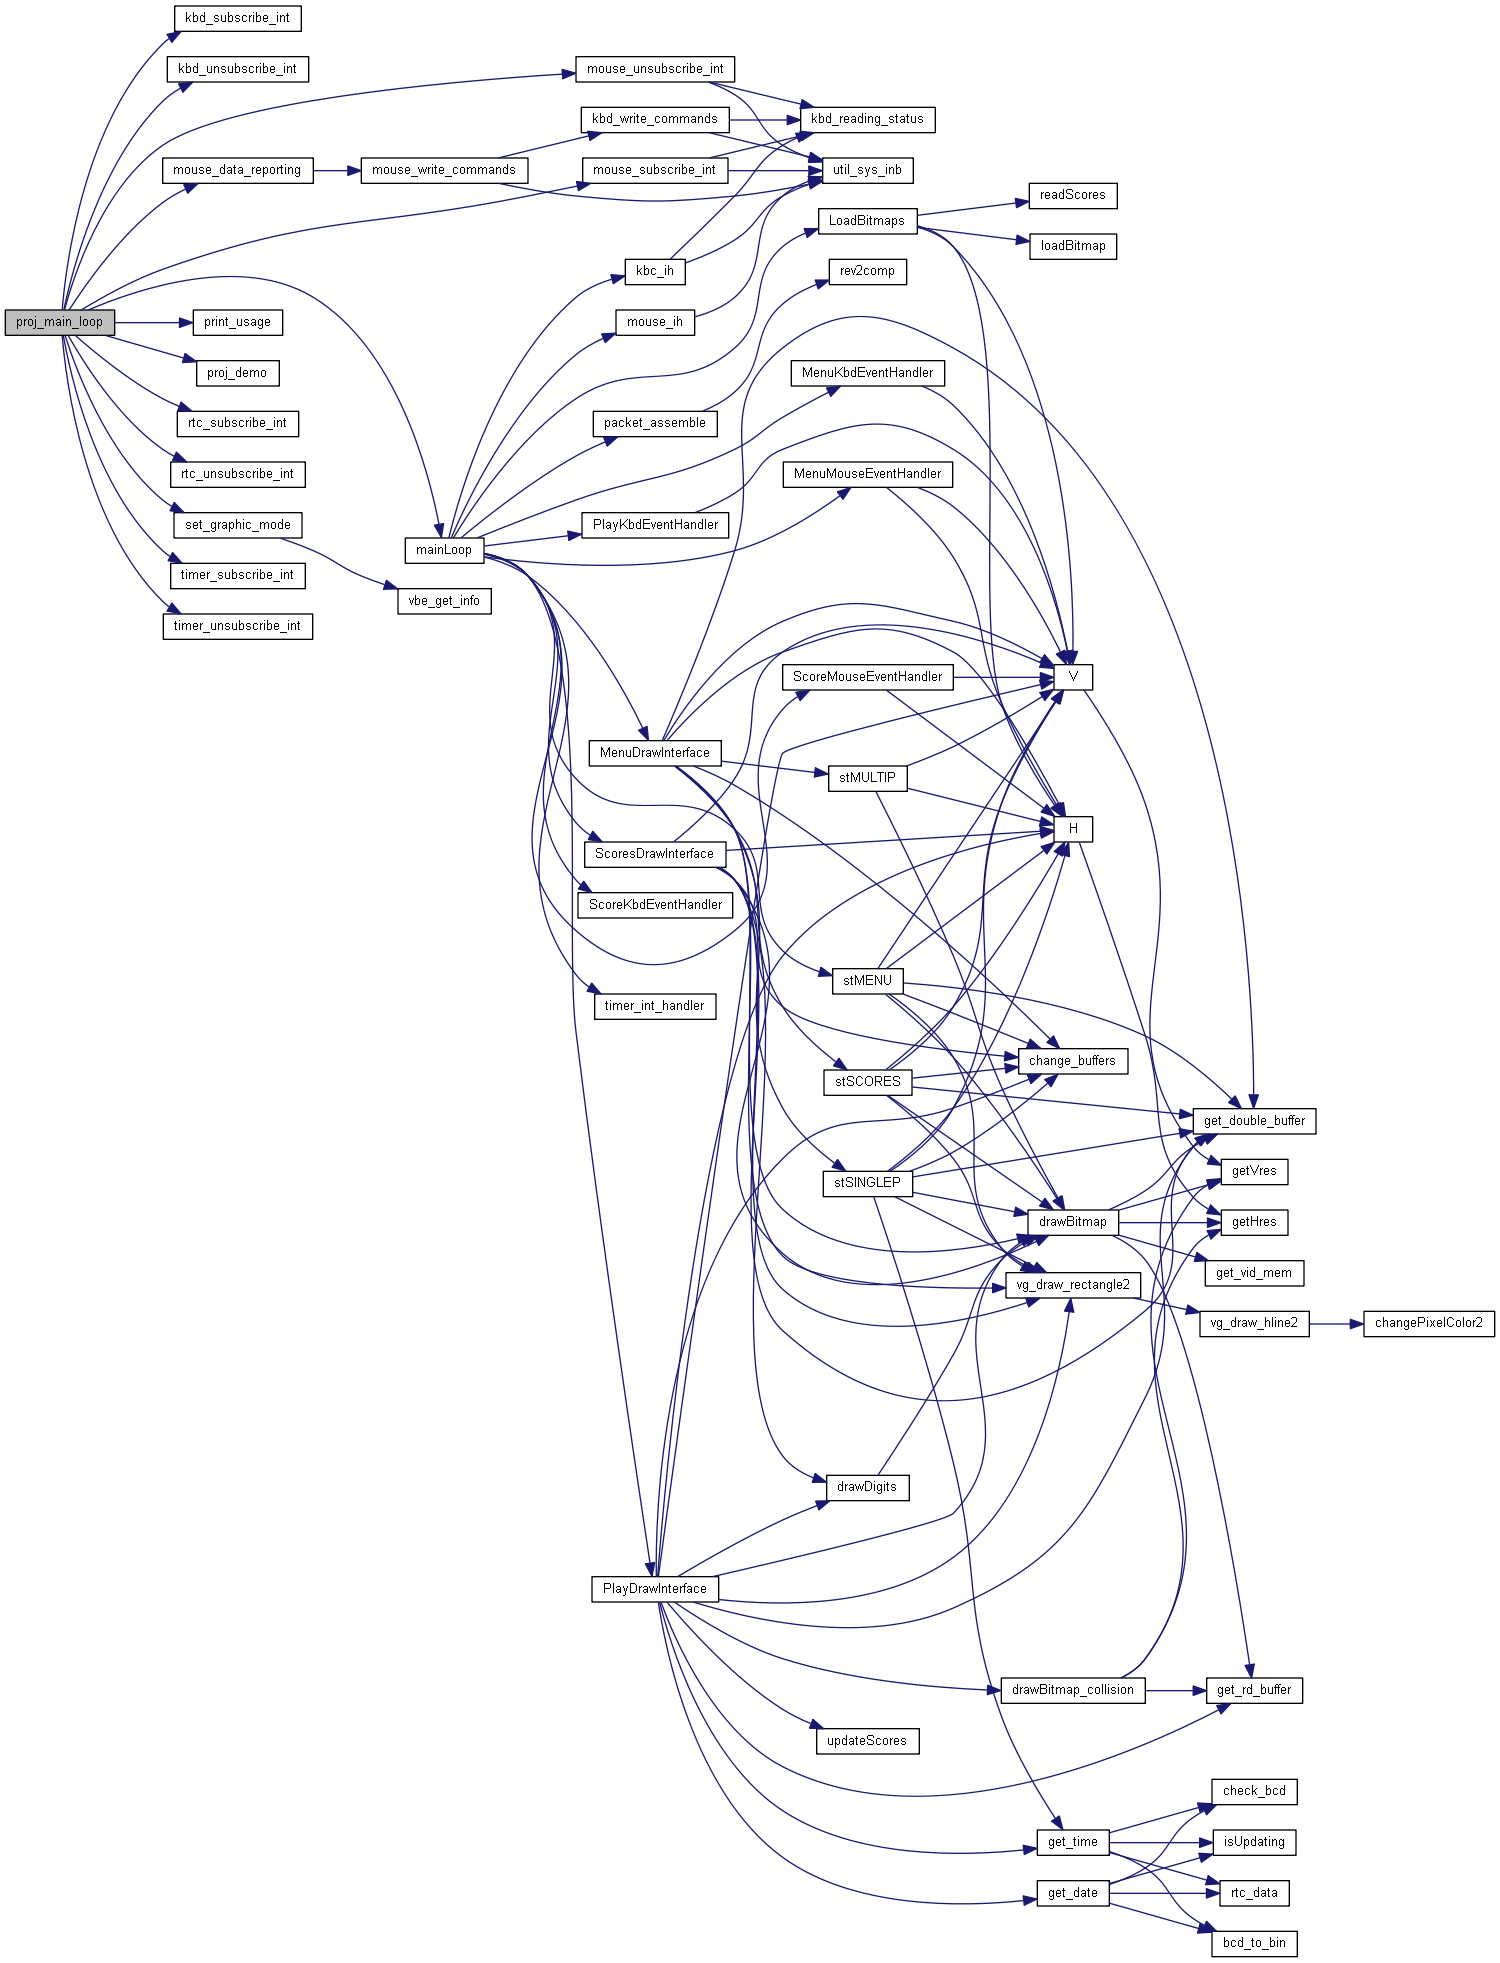 kbd_subscribe_int
kbd_unsubscribe_int
mouse_unsubscribe_int
kbd_write_commands
kbd_reading_status
mouse_data_reporting
mouse_write_commands
mouse_subscribe_int
util_sys_inb
readScores
LoadBitmaps
loadBitmap
kbc_ih
rev2comp
proj_main_loop
print_usage
mouse_ih
proj_demo
MenuKbdEventHandler
rtc_subscribe_int
packet_assemble
rtc_unsubscribe_int
MenuMouseEventHandler
set_graphic_mode
PlayKbdEventHandler
mainLoop
timer_subscribe_int
vbe_get_info
timer_unsubscribe_int
ScoreMouseEventHandler
V
MenuDrawInterface
stMULTIP
H
ScoresDrawInterface
ScoreKbdEventHandler
stMENU
timer_int_handler
change_buffers
stSCORES
get_double_buffer
getVres
stSINGLEP
drawBitmap
getHres
get_vid_mem
vg_draw_rectangle2
vg_draw_hline2
changePixelColor2
drawDigits
PlayDrawInterface
drawBitmap_collision
get_rd_buffer
updateScores
check_bcd
get_time
isUpdating
get_date
rtc_data
bcd_to_bin